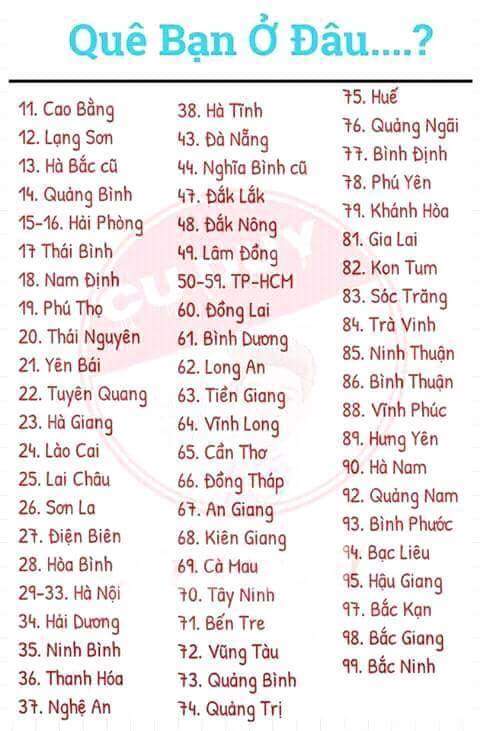 Quê Bạn Ở Đâu....?
11. Cao Bằng
12. Lạng Sơn
13. Hà Bắc cũ
14. Quảng Bình
15-16. Hải Phòng
17 Thái Bình
18. Nam Định
19. Phú Thọ
20. Thái Nguyên
21. Yên Bái
22. Tuyên Quang
23. Hà Giang
24. Lào Cai
25. Lai Châu
26. Sơn La
27. Điện Biên
28. Hòa Bình
29-33. Hà Nội
34. Hải Dương
35. Ninh Bình
36. Thanh Hóa
37. Nghệ An
38. Hà Tĩnh
43. Đà Nẵng
44. Nghĩa Bình cũ
47. Đắk Lắk
48. Đắk Nông
49. Lâm Đồng
50-59. TP-HCM
60. Đồng Lai
61. Bình Dương
62. Long An
63. Tiền Giang
64. Vĩnh Long
65. Cần Thơ
66. Đồng Tháp
67. An Giang
68. Kiên Giang
69. Cà Mau
70. Tây Ninh
71. Bến Tre
72. Vũng Tàu
73. Quảng Bình
74. Quảng Trị
75. Huế
76. Quảng Ngãi
77. Bình Định
78. Phú Yên
79. Khánh Hòa
81. Gia Lai
82. Kon Tum
83. Sóc Trăng
84. Trà Vinh
85. Ninh Thuận
86. Bình Thuận
88. Vĩnh Phúc
89. Hưng Yên
90. Hà Nam
92. Quảng Nam
93. Bình Phước
94. Bạc Liêu
95. Hậu Giang
97. Bắc Kạn
98. Bắc Giang
99. Bắc Ninh